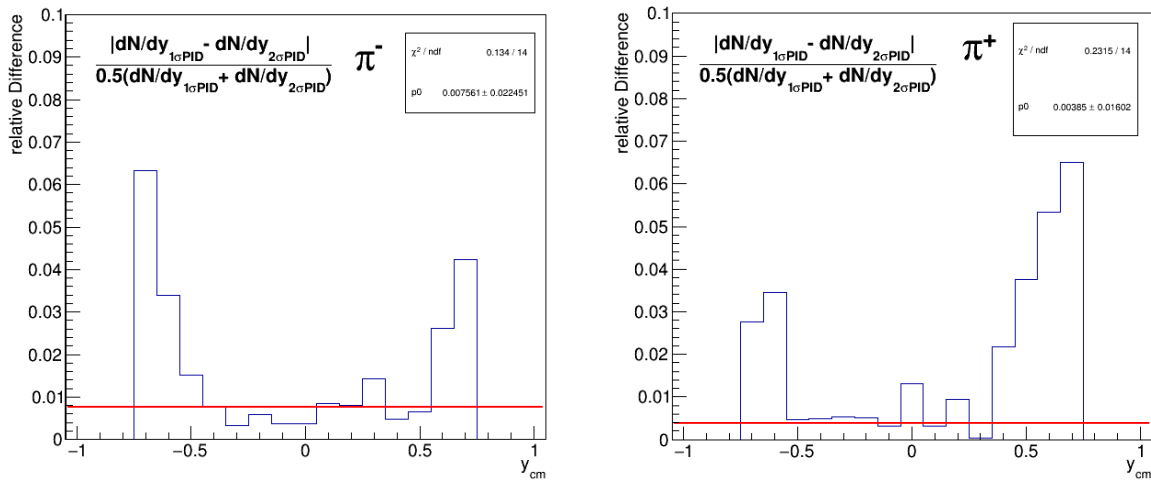 relative Difference
|dN/dy1σPID - dN/dy2σPID|
0.5(dN/dy1σPID + dN/dy2σPID)
π-
χ² / ndf 0.134 / 14
p0 0.007561 ± 0.022451
0.1
0.09
0.08
0.07
0.06
0.05
0.04
0.03
0.02
0.01
0
−1 −0.5 0 0.5 1
ycm
relative Difference
|dN/dy1σPID - dN/dy2σPID|
0.5(dN/dy1σPID + dN/dy2σPID)
π+
χ² / ndf 0.2315 / 14
p0 0.00385 ± 0.01602
0.1
0.09
0.08
0.07
0.06
0.05
0.04
0.03
0.02
0.01
0
−1 −0.5 0 0.5 1
ycm